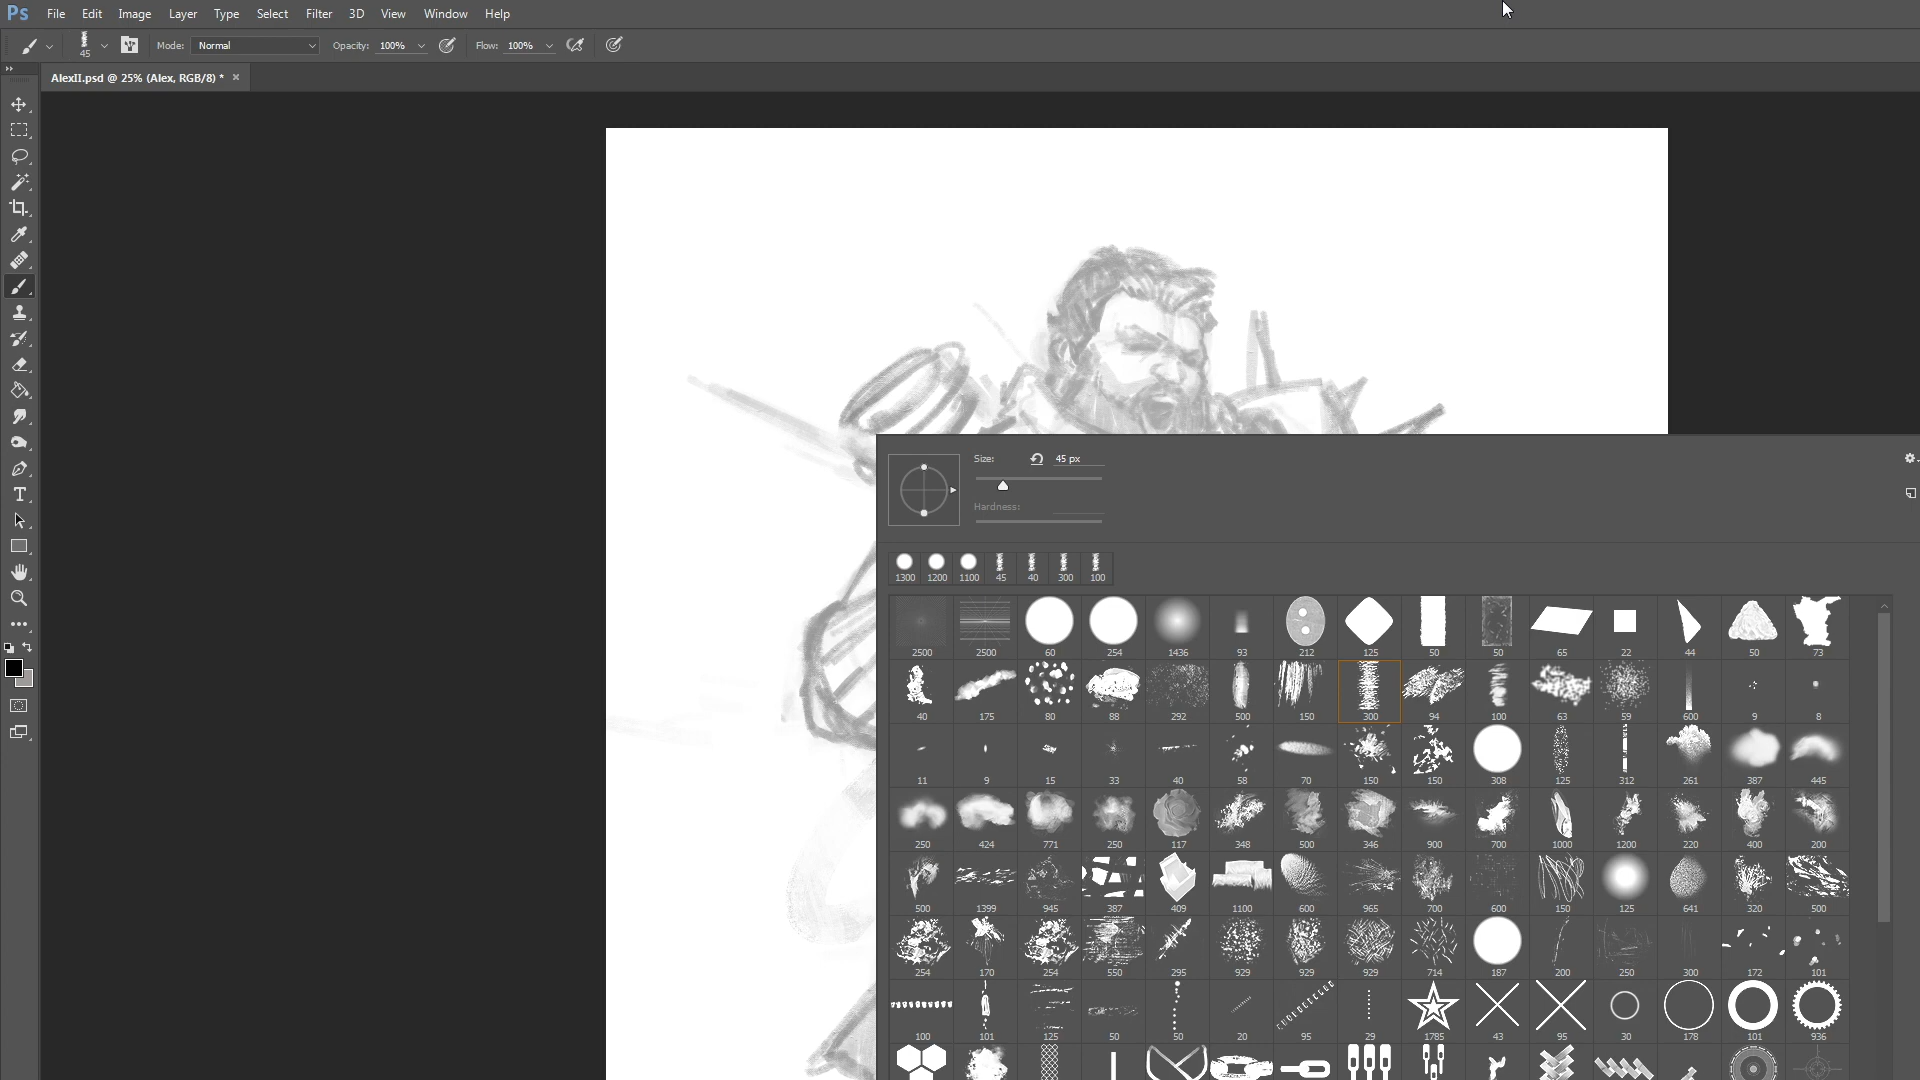 Ps File Edit Image Layer Type Select Filter 3D View Window Help
45 Mode: Normal Opacity: 100% Flow: 100%
AlexII.psd @ 25% (Alex, RGB/8) * ×
Size: 45 px
Hardness:
1300 1200 1100 45 40 300 100
2500 2500 60 254 1436 93 212 125 50 50 65 22 44 50 73
40 175 80 88 292 500 150 300 94 100 63 59 600 9 8
11 9 15 33 40 58 70 150 150 308 125 312 261 387 445
250 424 771 250 117 348 500 346 900 700 1000 1200 220 400 200
500 1399 945 387 409 1100 600 965 700 600 150 125 641 320 500
254 170 254 550 295 929 929 929 714 187 200 250 300 172 101
100 101 125 50 50 20 95 29 1785 43 95 30 178 101 936